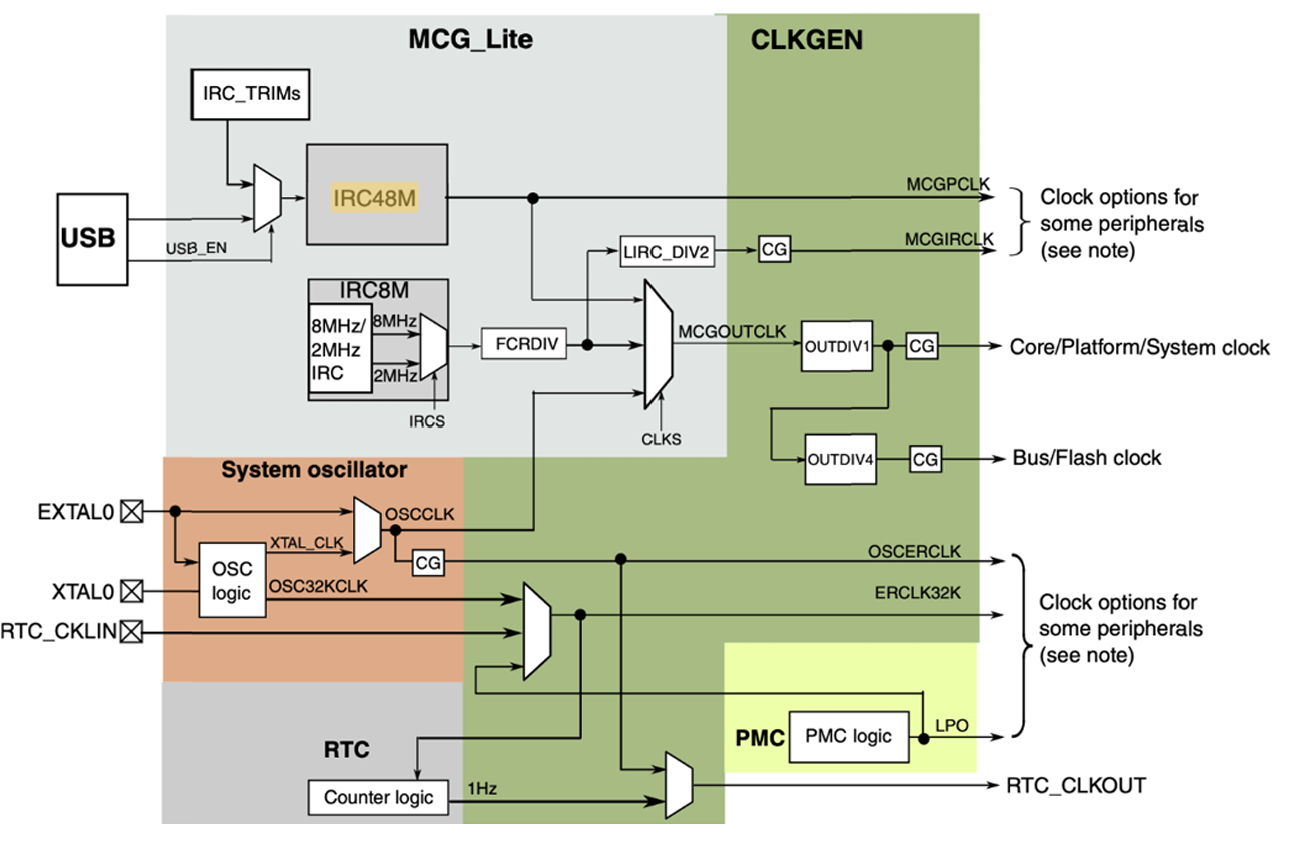 MCG_Lite
CLKGEN
IRC_TRIMs
IRC48M
USB
USB_EN
MCGPCLK
MCGIRCLK
Clock options for
some peripherals
(see note)
LIRC_DIV2
CG
IRC8M
8MHz/
2MHz
IRC
8MHz
2MHz
IRCS
FCRDIV
CLKS
MCGOUTCLK
OUTDIV1
CG
Core/Platform/System clock
OUTDIV4
CG
Bus/Flash clock
System oscillator
EXTAL0
XTAL0
RTC_CKLIN
OSC
logic
XTAL_CLK
OSC32KCLK
OSCCLK
CG
OSCERCLK
ERCLK32K
Clock options for
some peripherals
(see note)
PMC
PMC logic
LPO
RTC
Counter logic
1Hz
RTC_CLKOUT